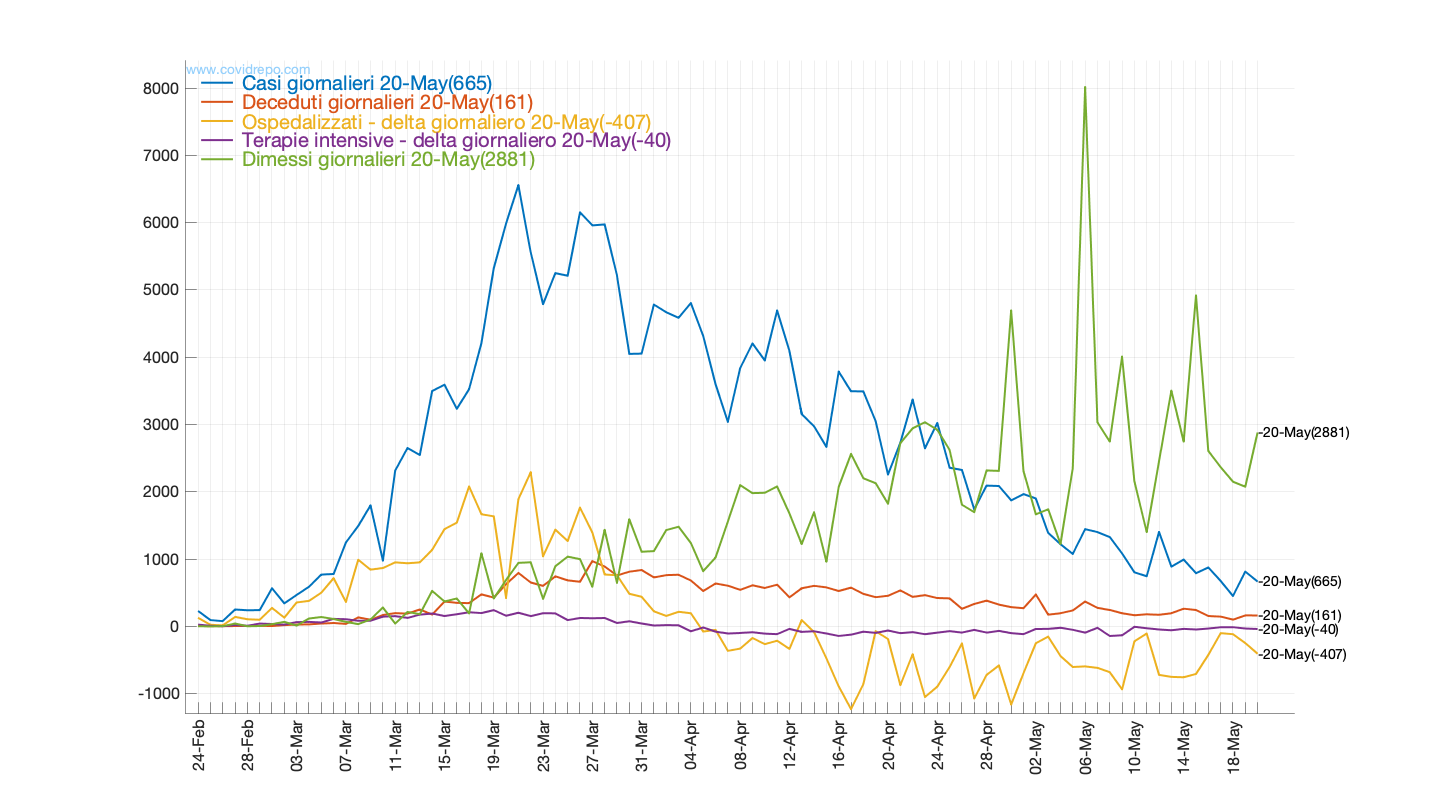 www.covidrepo.com
Casi giornalieri 20-May(665)
Deceduti giornalieri 20-May(161)
Ospedalizzati - delta giornaliero 20-May(-407)
Terapie intensive - delta giornaliero 20-May(-40)
Dimessi giornalieri 20-May(2881)
8000
7000
6000
5000
4000
3000
2000
1000
0
-1000
-20-May(2881)
-20-May(665)
-20-May(161)
-20-May(-40)
-20-May(-407)
24-Feb
28-Feb
03-Mar
07-Mar
11-Mar
15-Mar
19-Mar
23-Mar
27-Mar
31-Mar
04-Apr
08-Apr
12-Apr
16-Apr
20-Apr
24-Apr
28-Apr
02-May
06-May
10-May
14-May
18-May